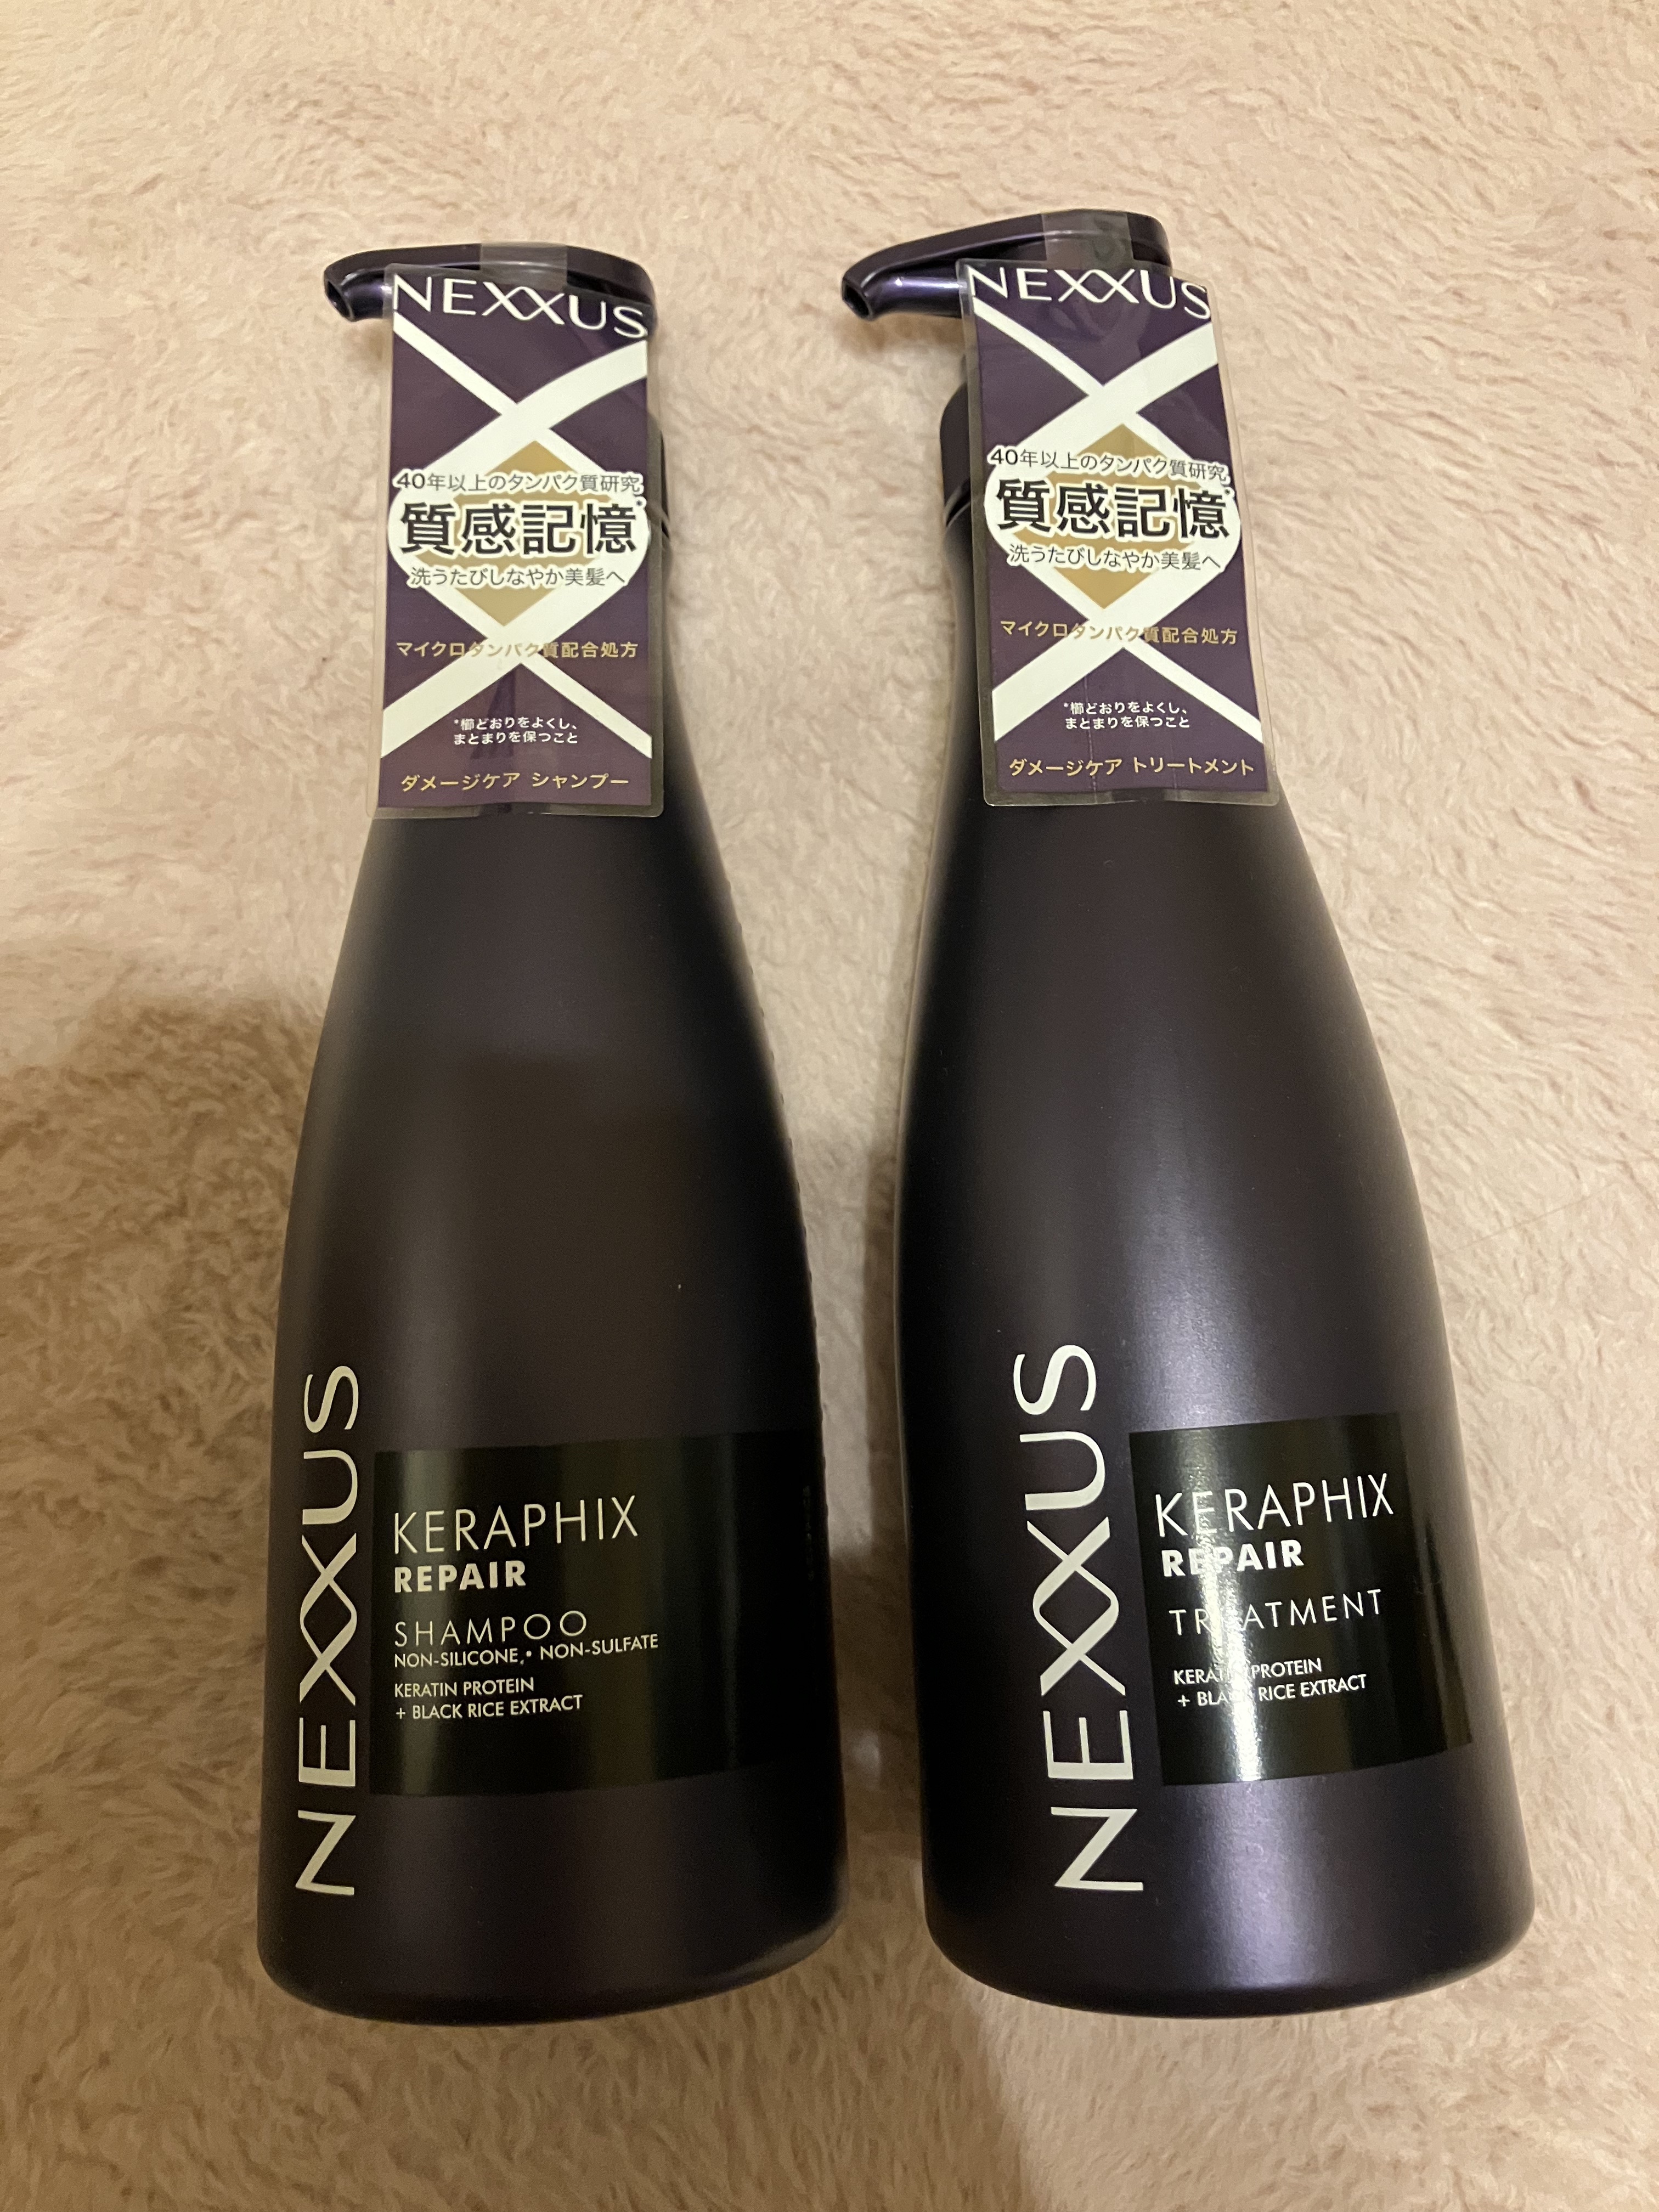 NEXXUS
40年以上のタンパク質研究
質感記憶*
洗うたびしなやか美髪へ
マイクロタンパク質配合処方
*櫛どおりをよくし、
まとまりを保つこと
ダメージケア シャンプー
NEXXUS
KERAPHIX
REPAIR
SHAMPOO
NON-SILICONE,• NON-SULFATE
KERATIN PROTEIN
+ BLACK RICE EXTRACT
NEXXUS
40年以上のタンパク質研究
質感記憶*
洗うたびしなやか美髪へ
マイクロタンパク質配合処方
*櫛どおりをよくし、
まとまりを保つこと
ダメージケア トリートメント
NEXXUS
KERAPHIX
REPAIR
TREATMENT
KERATIN PROTEIN
+ BLACK RICE EXTRACT